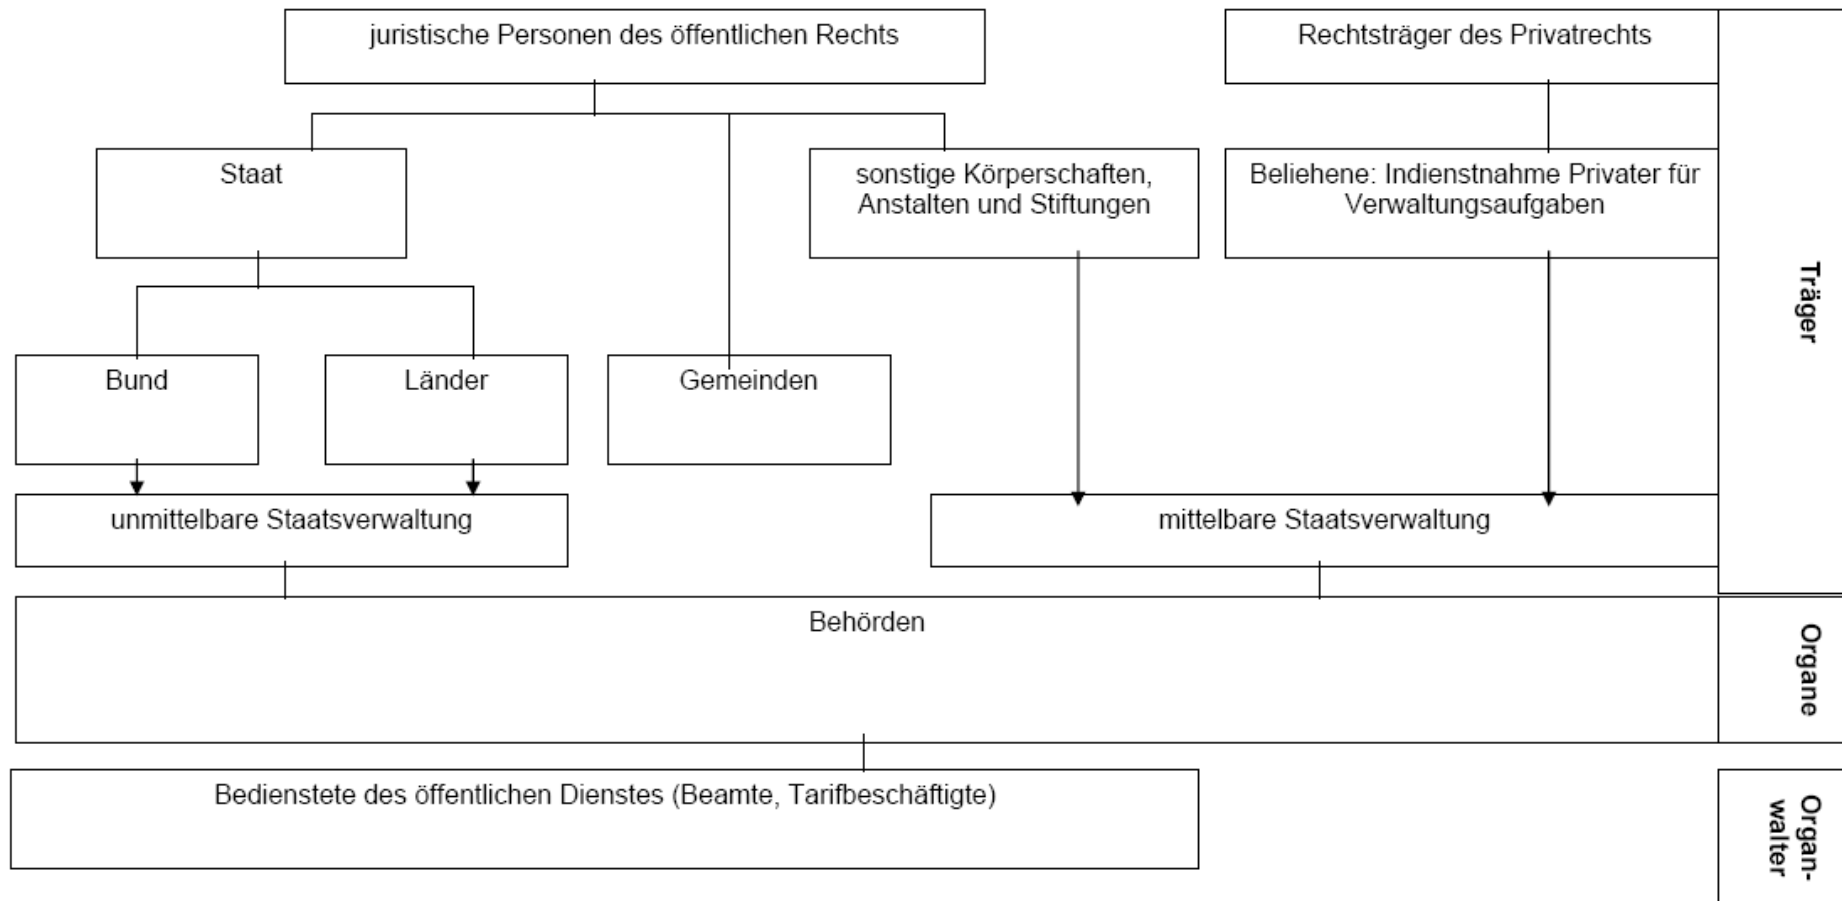 juristische Personen des öffentlichen Rechts
Rechtsträger des Privatrechts
Staat
sonstige Körperschaften,
Anstalten und Stiftungen
Beliehene: Indienstnahme Privater für
Verwaltungsaufgaben
Träger
Bund
Länder
Gemeinden
unmittelbare Staatsverwaltung
mittelbare Staatsverwaltung
Behörden
Organe
Bedienstete des öffentlichen Dienstes (Beamte, Tarifbeschäftigte)
Organ-
walter